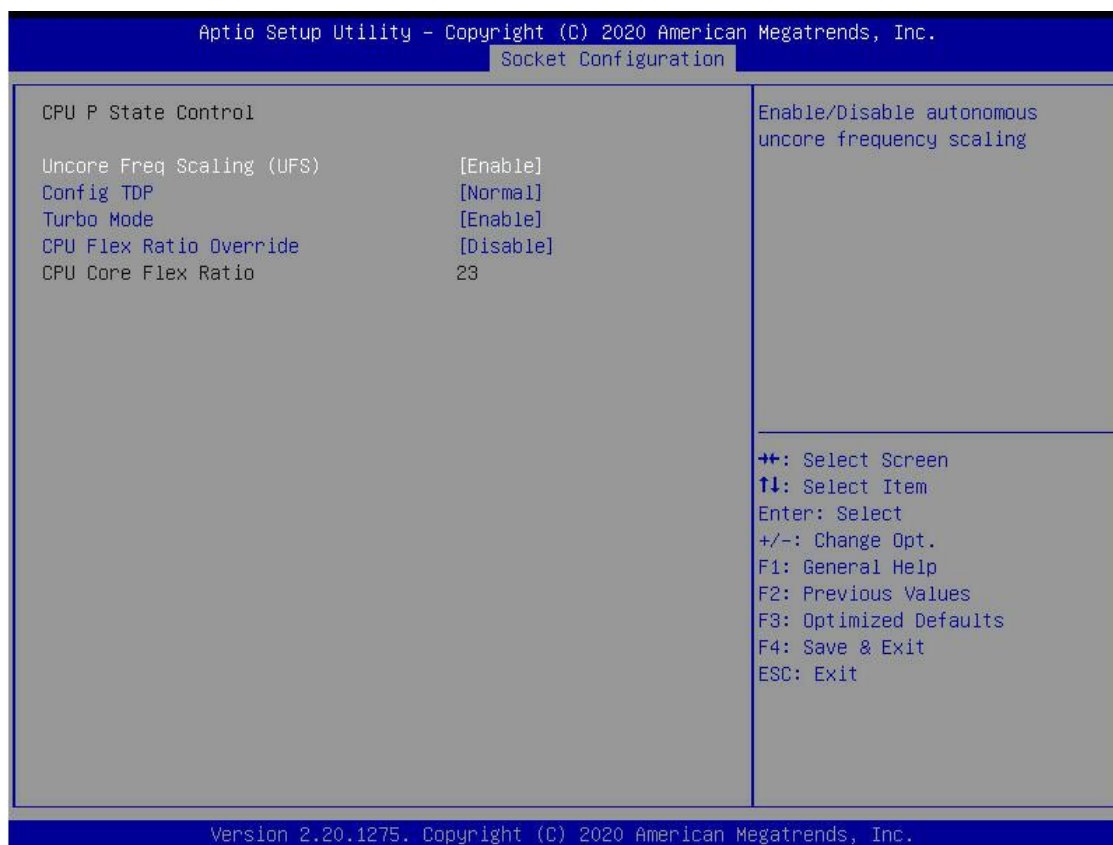 Aptio Setup Utility – Copyright (C) 2020 American Megatrends, Inc.
Socket Configuration
CPU P State Control
Uncore Freq Scaling (UFS) [Enable]
Config TDP [Normal]
Turbo Mode [Enable]
CPU Flex Ratio Override [Disable]
CPU Core Flex Ratio 23
Enable/Disable autonomous
uncore frequency scaling
→←: Select Screen
↑↓: Select Item
Enter: Select
+/-: Change Opt.
F1: General Help
F2: Previous Values
F3: Optimized Defaults
F4: Save & Exit
ESC: Exit
Version 2.20.1275. Copyright (C) 2020 American Megatrends, Inc.